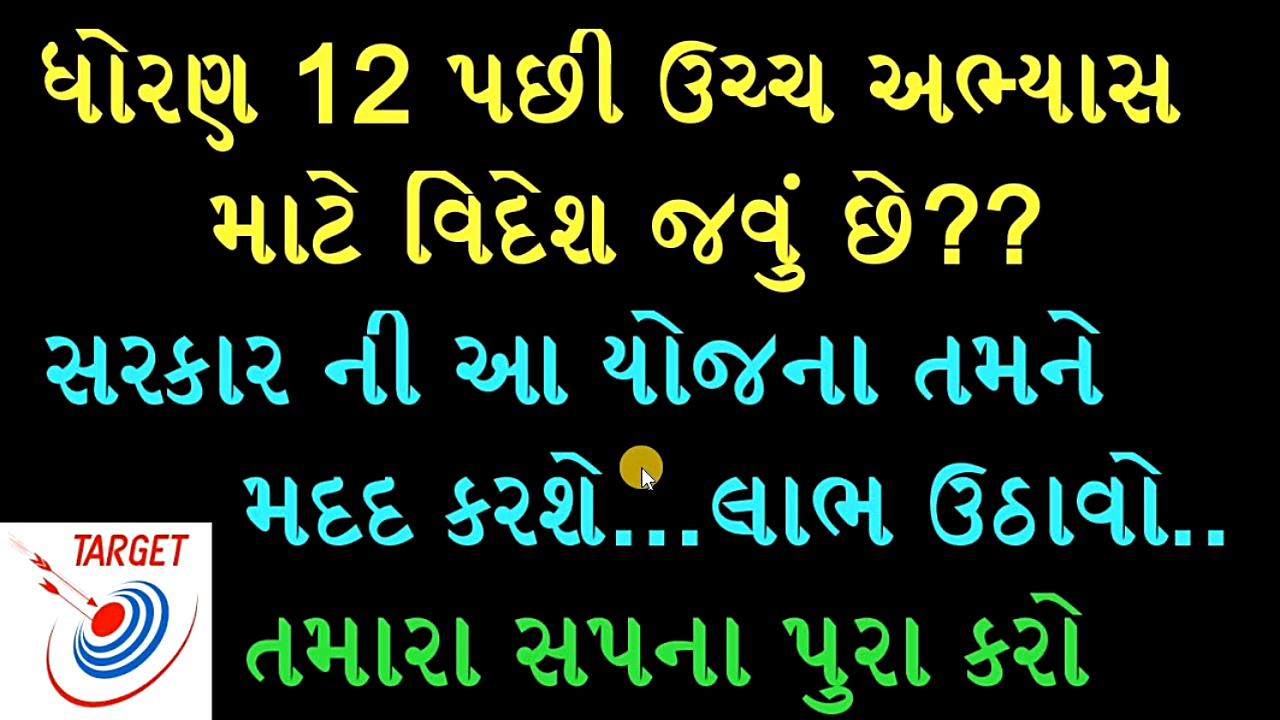 ધોરણ 12 પછી ઉચ્ચ અભ્યાસ
માટે વિદેશ જવું છે??
સરકાર ની આ યોજના તમને
મદદ કરશે...લાભ ઉઠાવો..
તમારા સપના પુરા કરો
TARGET